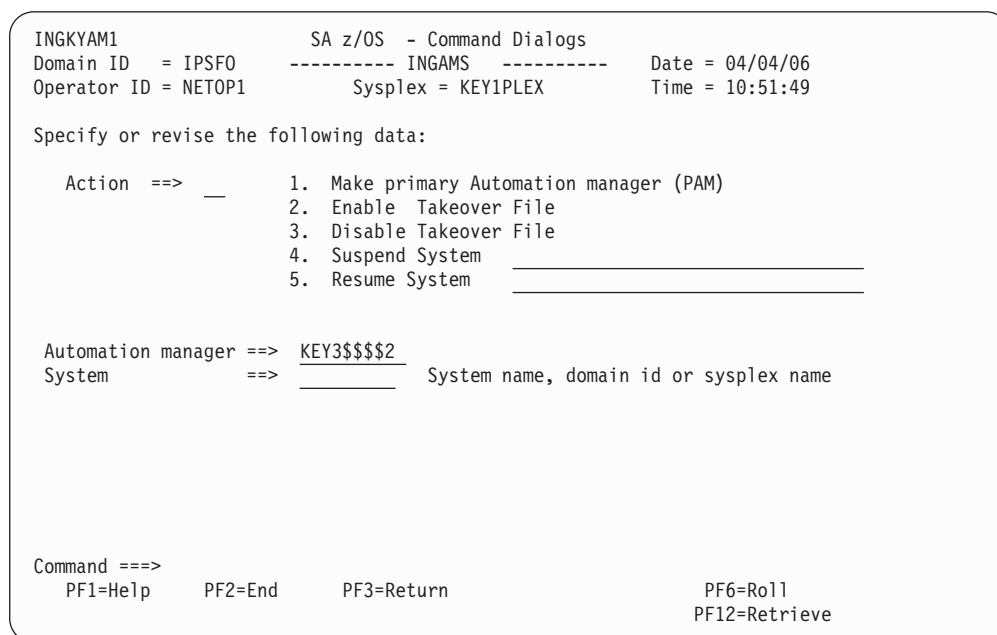 INGKYAM1 SA z/OS - Command Dialogs
Domain ID = IPSFO ---------- INGAMS ---------- Date = 04/04/06
Operator ID = NETOP1 Sysplex = KEY1PLEX Time = 10:51:49
Specify or revise the following data:
Action ==> __ 1. Make primary Automation manager (PAM)
2. Enable Takeover File
3. Disable Takeover File
4. Suspend System
5. Resume System
Automation manager ==> KEY3$$$$2
System ==> System name, domain id or sysplex name
Command ===>
PF1=Help PF2=End PF3=Return PF6=Roll
PF12=Retrieve